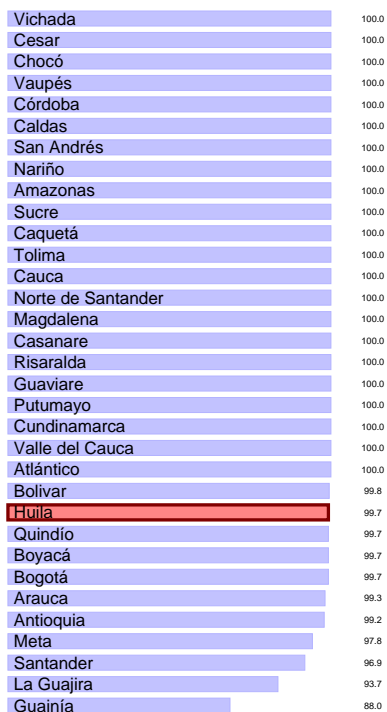 Vichada 100.0
Cesar 100.0
Chocó 100.0
Vaupés 100.0
Córdoba 100.0
Caldas 100.0
San Andrés 100.0
Nariño 100.0
Amazonas 100.0
Sucre 100.0
Caquetá 100.0
Tolima 100.0
Cauca 100.0
Norte de Santander 100.0
Magdalena 100.0
Casanare 100.0
Risaralda 100.0
Guaviare 100.0
Putumayo 100.0
Cundinamarca 100.0
Valle del Cauca 100.0
Atlántico 100.0
Bolivar 99.8
Huila 99.7
Quindío 99.7
Boyacá 99.7
Bogotá 99.7
Arauca 99.3
Antioquia 99.2
Meta 97.8
Santander 96.9
La Guajira 93.7
Guainía 88.0